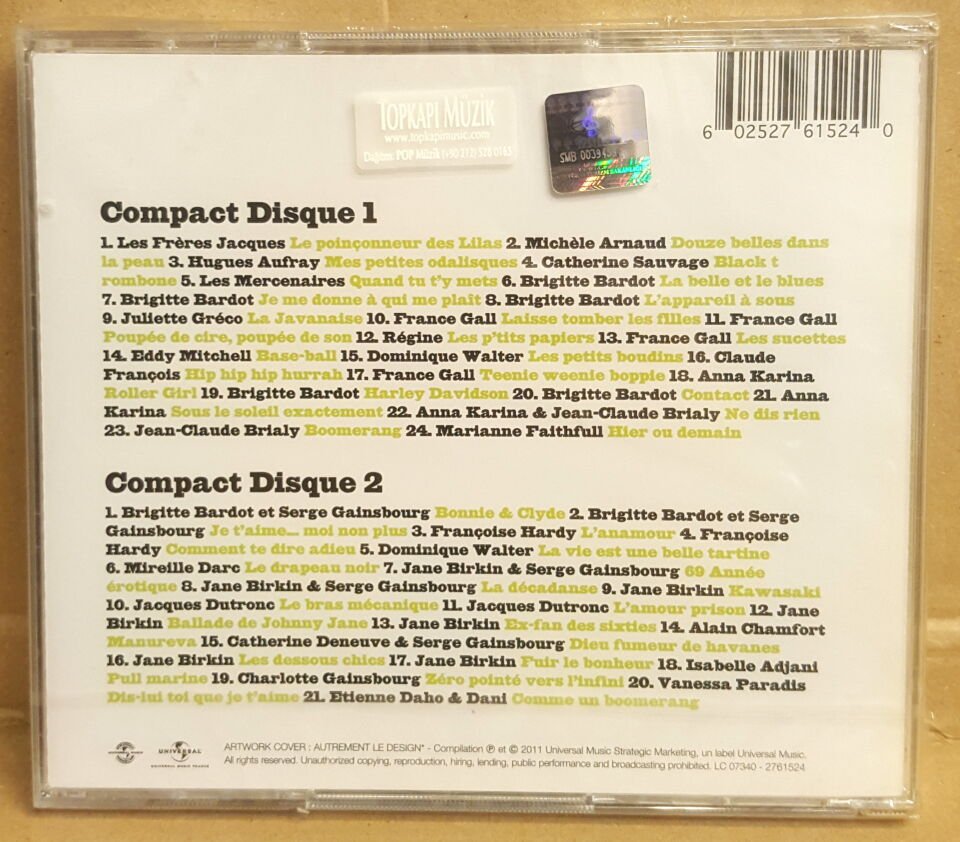 TOPKAPI MÜZİK
www.topkapimusic.com
Dağıtım: POP Müzik (+90 212) 528 0163
SMB
6 02527 61524 0
Compact Disque 1
1. Les Frères Jacques Le poinçonneur des Lilas 2. Michèle Arnaud Douze belles dans
la peau 3. Hugues Aufray Mes petites odalisques 4. Catherine Sauvage Black t
rombone 5. Les Mercenaires Quand tu t'y mets 6. Brigitte Bardot La belle et le blues
7. Brigitte Bardot Je me donne à qui me plaît 8. Brigitte Bardot L'appareil à sous
9. Juliette Gréco La Javanaise 10. France Gall Laisse tomber les filles 11. France Gall
Poupée de cire, poupée de son 12. Régine Les p'tits papiers 13. France Gall Les sucettes
14. Eddy Mitchell Base-ball 15. Dominique Walter Les petits boudins 16. Claude
François Hip hip hip hurrah 17. France Gall Teenie weenie boppie 18. Anna Karina
Roller Girl 19. Brigitte Bardot Harley Davidson 20. Brigitte Bardot Contact 21. Anna
Karina Sous le soleil exactement 22. Anna Karina & Jean-Claude Brialy Ne dis rien
23. Jean-Claude Brialy Boomerang 24. Marianne Faithfull Hier ou demain
Compact Disque 2
1. Brigitte Bardot et Serge Gainsbourg Bonnie & Clyde 2. Brigitte Bardot et Serge
Gainsbourg Je t'aime... moi non plus 3. Françoise Hardy L'anamour 4. Françoise
Hardy Comment te dire adieu 5. Dominique Walter La vie est une belle tartine
6. Mireille Darc Le drapeau noir 7. Jane Birkin & Serge Gainsbourg 69 Année
érotique 8. Jane Birkin & Serge Gainsbourg La décadanse 9. Jane Birkin Kawasaki
10. Jacques Dutronc Le bras mécanique 11. Jacques Dutronc L'amour prison 12. Jane
Birkin Ballade de Johnny Jane 13. Jane Birkin Ex-fan des sixties 14. Alain Chamfort
Manureva 15. Catherine Deneuve & Serge Gainsbourg Dieu fumeur de havanes
16. Jane Birkin Les dessous chics 17. Jane Birkin Fuir le bonheur 18. Isabelle Adjani
Pull marine 19. Charlotte Gainsbourg Zéro pointé vers l'infini 20. Vanessa Paradis
Dis-lui toi que je t'aime 21. Etienne Daho & Dani Comme un boomerang
UNIVERSAL
UNIVERSAL MUSIC FRANCE
ARTWORK COVER : AUTREMENT LE DESIGN* - Compilation ℗ et © 2011 Universal Music Strategic Marketing, un label Universal Music.
All rights reserved. Unauthorized copying, reproduction, hiring, lending, public performance and broadcasting prohibited. LC 07340 - 2761524